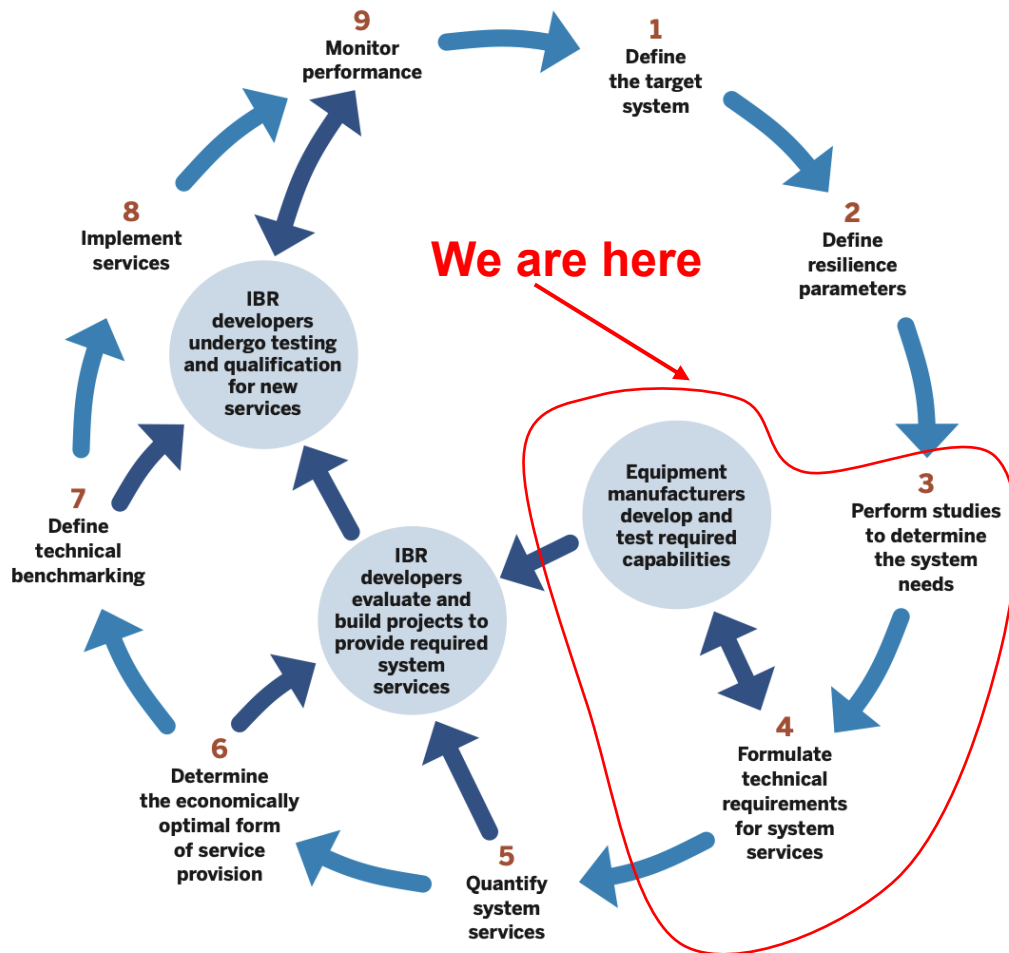 9
Monitor
performance
1
Define
the target
system
2
Define
resilience
parameters
We are here
3
Perform studies
to determine
the system
needs
4
Formulate
technical
requirements
for system
services
5
Quantify
system
services
6
Determine
the economically
optimal form
of service
provision
7
Define
technical
benchmarking
8
Implement
services
IBR
developers
undergo testing
and qualification
for new
services
Equipment
manufacturers
develop and
test required
capabilities
IBR
developers
evaluate and
build projects to
provide required
system
services